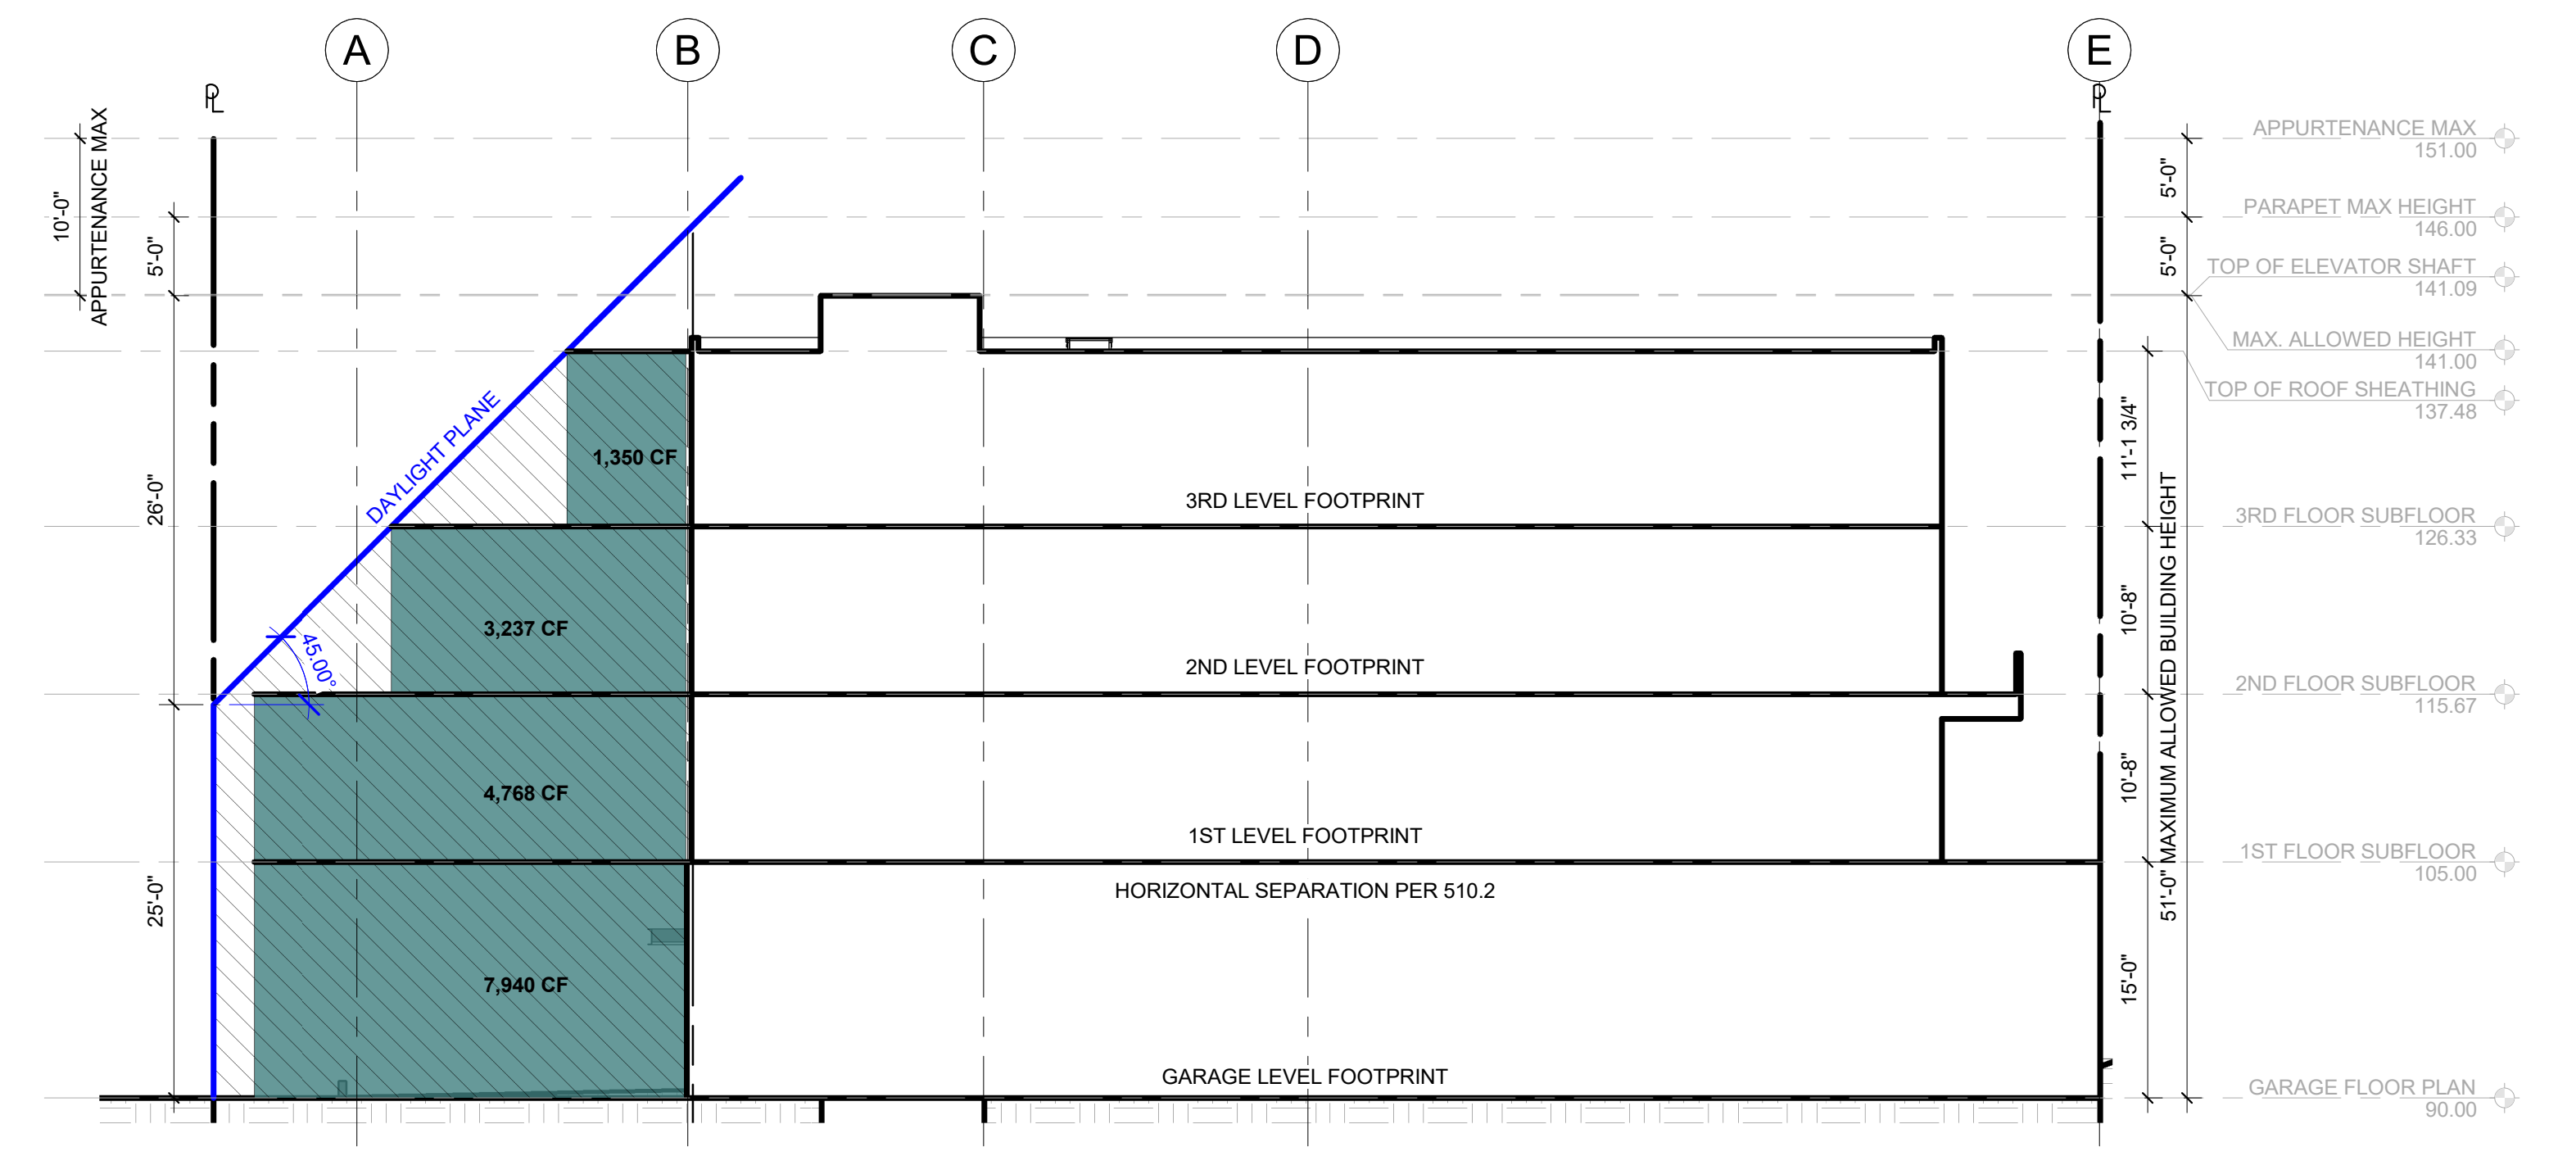 A
B
C
D
E
PL
PL
10'-0"
APPURTENANCE MAX
5'-0"
26'-0"
25'-0"
DAYLIGHT PLANE
45.00°
1,350 CF
3,237 CF
4,768 CF
7,940 CF
3RD LEVEL FOOTPRINT
2ND LEVEL FOOTPRINT
1ST LEVEL FOOTPRINT
HORIZONTAL SEPARATION PER 510.2
GARAGE LEVEL FOOTPRINT
11'-1 3/4"
10'-8"
10'-8"
15'-0"
5'-0"
5'-0"
51'-0" MAXIMUM ALLOWED BUILDING HEIGHT
APPURTENANCE MAX
151.00
PARAPET MAX HEIGHT
146.00
TOP OF ELEVATOR SHAFT
141.09
MAX. ALLOWED HEIGHT
141.00
TOP OF ROOF SHEATHING
137.48
3RD FLOOR SUBFLOOR
126.33
2ND FLOOR SUBFLOOR
115.67
1ST FLOOR SUBFLOOR
105.00
GARAGE FLOOR PLAN
90.00